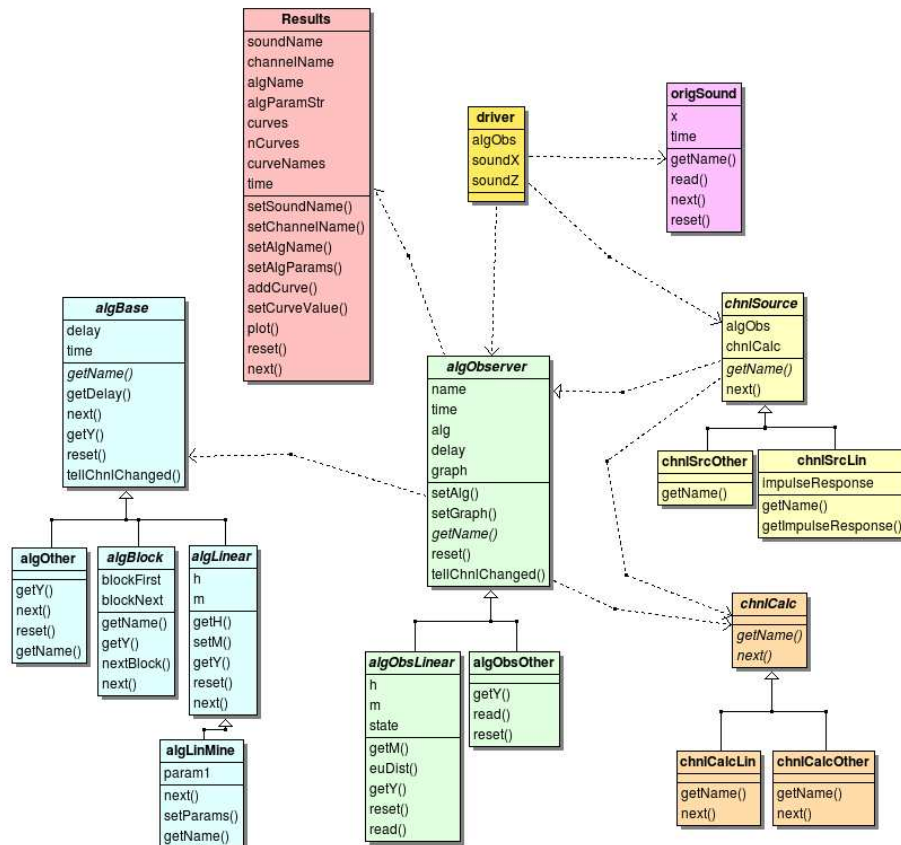 Results
soundName
channelName
algName
algParamStr
curves
nCurves
curveNames
time
setSoundName()
setChannelName()
setAlgName()
setAlgParams()
addCurve()
setCurveValue()
plot()
reset()
next()
driver
algObs
soundX
soundZ
origSound
x
time
getName()
read()
next()
reset()
algBase
delay
time
getName()
getDelay()
next()
getY()
reset()
tellChnlChanged()
algObserver
name
time
alg
delay
graph
setAlg()
setGraph()
getName()
reset()
tellChnlChanged()
chnlSource
algObs
chnlCalc
getName()
next()
chnlSrcOther
getName()
chnlSrcLin
impulseResponse
getName()
getImpulseResponse()
algOther
getY()
next()
reset()
getName()
algBlock
blockFirst
blockNext
getName()
getY()
nextBlock()
next()
algLinear
h
m
getH()
setM()
getY()
reset()
next()
algLinMine
param1
next()
setParams()
getName()
algObsLinear
h
m
state
getM()
euDist()
getY()
reset()
read()
algObsOther
getY()
read()
reset()
chnlCalc
getName()
next()
chnlCalcLin
getName()
next()
chnlCalcOther
getName()
next()